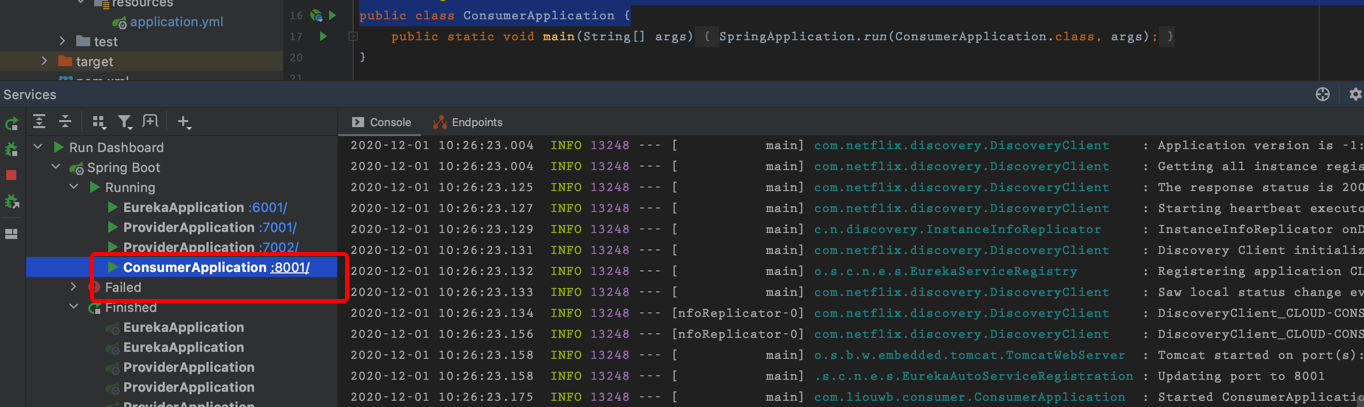 resources
application.yml
test
target
16 public class ConsumerApplication {
17 public static void main(String[] args) { SpringApplication.run(ConsumerApplication.class, args); }
20 }
21
Services
Console Endpoints
Run Dashboard
Spring Boot
Running
EurekaApplication :6001/
ProviderApplication :7001/
ProviderApplication :7002/
ConsumerApplication :8001/
Failed
Finished
EurekaApplication
EurekaApplication
ProviderApplication
ProviderApplication
ProviderApplication
2020-12-01 10:26:23.004 INFO 13248 --- [ main] com.netflix.discovery.DiscoveryClient : Application version is -1:
2020-12-01 10:26:23.004 INFO 13248 --- [ main] com.netflix.discovery.DiscoveryClient : Getting all instance regis
2020-12-01 10:26:23.125 INFO 13248 --- [ main] com.netflix.discovery.DiscoveryClient : The response status is 200
2020-12-01 10:26:23.127 INFO 13248 --- [ main] com.netflix.discovery.DiscoveryClient : Starting heartbeat executo
2020-12-01 10:26:23.129 INFO 13248 --- [ main] c.n.discovery.InstanceInfoReplicator : InstanceInfoReplicator onD
2020-12-01 10:26:23.131 INFO 13248 --- [ main] com.netflix.discovery.DiscoveryClient : Discovery Client initializ
2020-12-01 10:26:23.132 INFO 13248 --- [ main] o.s.c.n.e.s.EurekaServiceRegistry : Registering application CL
2020-12-01 10:26:23.133 INFO 13248 --- [ main] com.netflix.discovery.DiscoveryClient : Saw local status change ev
2020-12-01 10:26:23.134 INFO 13248 --- [nfoReplicator-0] com.netflix.discovery.DiscoveryClient : DiscoveryClient_CLOUD-CONS
2020-12-01 10:26:23.156 INFO 13248 --- [nfoReplicator-0] com.netflix.discovery.DiscoveryClient : DiscoveryClient_CLOUD-CONS
2020-12-01 10:26:23.158 INFO 13248 --- [ main] o.s.b.w.embedded.tomcat.TomcatWebServer : Tomcat started on port(s):
2020-12-01 10:26:23.158 INFO 13248 --- [ main] .s.c.n.e.s.EurekaAutoServiceRegistration : Updating port to 8001
2020-12-01 10:26:23.175 INFO 13248 --- [ main] com.liouwb.consumer.ConsumerApplication : Started ConsumerApplicatio